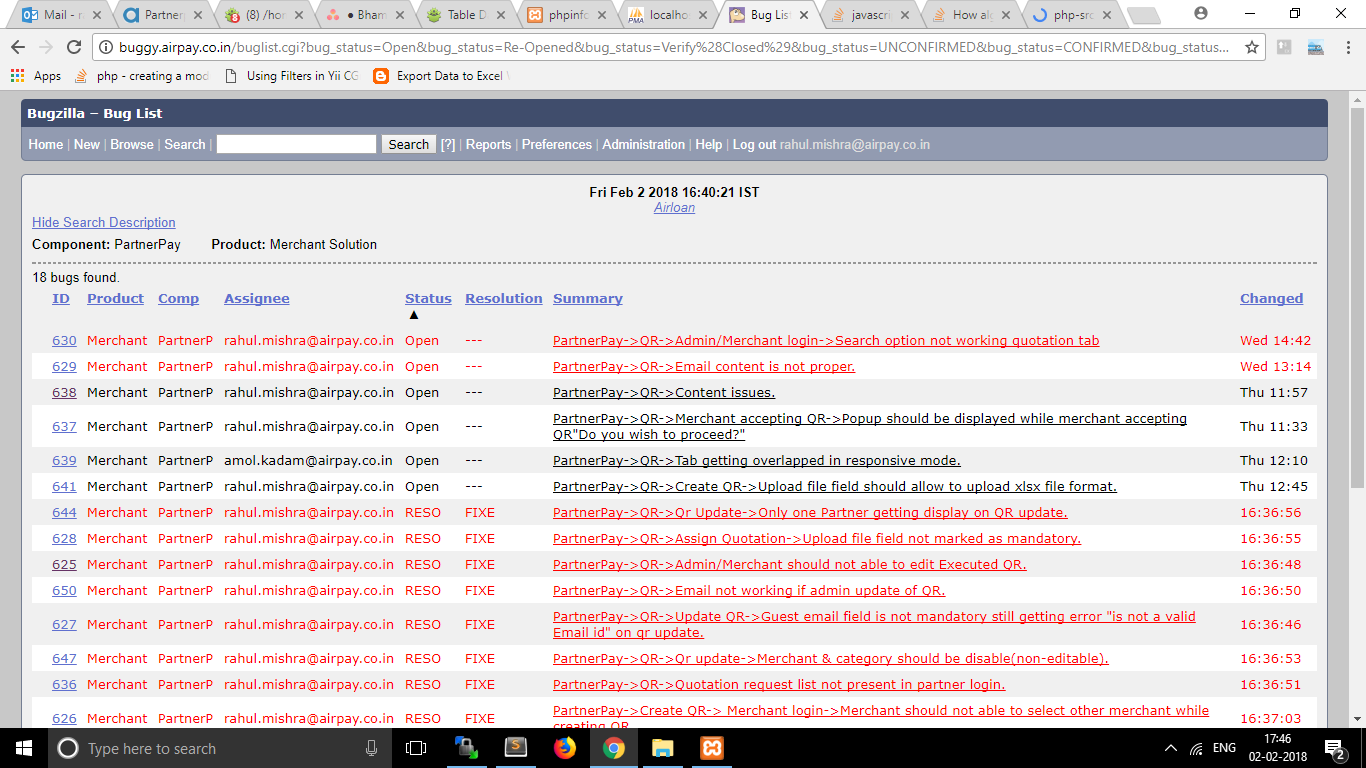 Mail - r
Partner
(8) /hor
● Bham
Table D
phpinfo
localho
Bug List
javascri
How alg
php-src
buggy.airpay.co.in/buglist.cgi?bug_status=Open&bug_status=Re-Opened&bug_status=Verify%28Closed%29&bug_status=UNCONFIRMED&bug_status=CONFIRMED&bug_status...
Apps php - creating a mod Using Filters in Yii CG Export Data to Excel
Bugzilla – Bug List
Home | New | Browse | Search | Search [?] | Reports | Preferences | Administration | Help | Log out rahul.mishra@airpay.co.in
Fri Feb 2 2018 16:40:21 IST
Airloan
Hide Search Description
Component: PartnerPay Product: Merchant Solution
18 bugs found.
ID Product Comp Assignee Status Resolution Summary Changed
▲
630 Merchant PartnerP rahul.mishra@airpay.co.in Open --- PartnerPay->QR->Admin/Merchant login->Search option not working quotation tab Wed 14:42
629 Merchant PartnerP rahul.mishra@airpay.co.in Open --- PartnerPay->QR->Email content is not proper. Wed 13:14
638 Merchant PartnerP rahul.mishra@airpay.co.in Open --- PartnerPay->QR->Content issues. Thu 11:57
637 Merchant PartnerP rahul.mishra@airpay.co.in Open --- PartnerPay->QR->Merchant accepting QR->Popup should be displayed while merchant accepting Thu 11:33
QR"Do you wish to proceed?"
639 Merchant PartnerP amol.kadam@airpay.co.in Open --- PartnerPay->QR->Tab getting overlapped in responsive mode. Thu 12:10
641 Merchant PartnerP rahul.mishra@airpay.co.in Open --- PartnerPay->QR->Create QR->Upload file field should allow to upload xlsx file format. Thu 12:45
644 Merchant PartnerP rahul.mishra@airpay.co.in RESO FIXE PartnerPay->QR->Qr Update->Only one Partner getting display on QR update. 16:36:56
628 Merchant PartnerP rahul.mishra@airpay.co.in RESO FIXE PartnerPay->QR->Assign Quotation->Upload file field not marked as mandatory. 16:36:55
625 Merchant PartnerP rahul.mishra@airpay.co.in RESO FIXE PartnerPay->QR->Admin/Merchant should not able to edit Executed QR. 16:36:48
650 Merchant PartnerP rahul.mishra@airpay.co.in RESO FIXE PartnerPay->QR->Email not working if admin update of QR. 16:36:50
627 Merchant PartnerP rahul.mishra@airpay.co.in RESO FIXE PartnerPay->QR->Update QR->Guest email field is not mandatory still getting error "is not a valid 16:36:46
Email id" on qr update.
647 Merchant PartnerP rahul.mishra@airpay.co.in RESO FIXE PartnerPay->QR->Qr update->Merchant & category should be disable(non-editable). 16:36:53
636 Merchant PartnerP rahul.mishra@airpay.co.in RESO FIXE PartnerPay->QR->Quotation request list not present in partner login. 16:36:51
626 Merchant PartnerP rahul.mishra@airpay.co.in RESO FIXE PartnerPay->Create QR-> Merchant login->Merchant should not able to select other merchant while 16:37:03
creating QR
Type here to search
ENG
17:46
02-02-2018
2